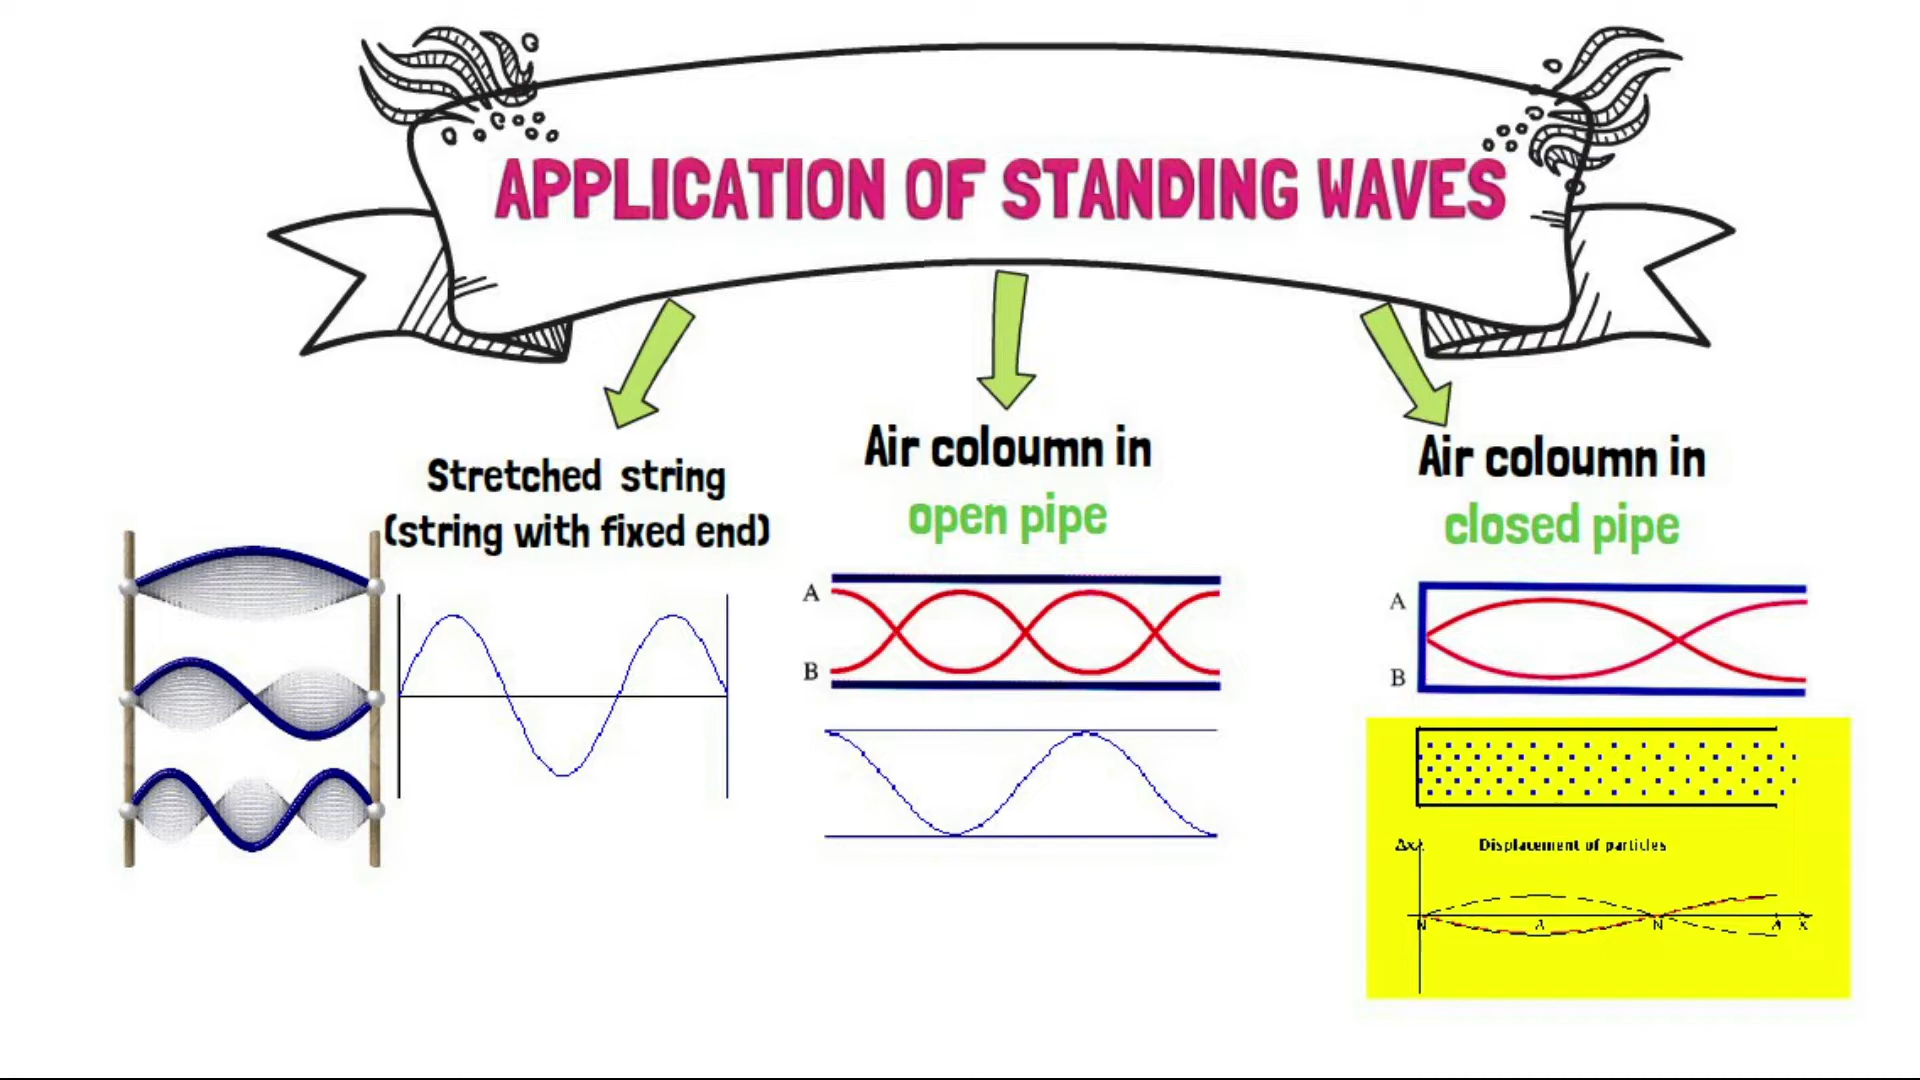 APPLICATION OF STANDING WAVES
Stretched string
(string with fixed end)
Air coloumn in
open pipe
A
B
Air coloumn in
closed pipe
A
B
Δx
Displacement of particles
N A N A x